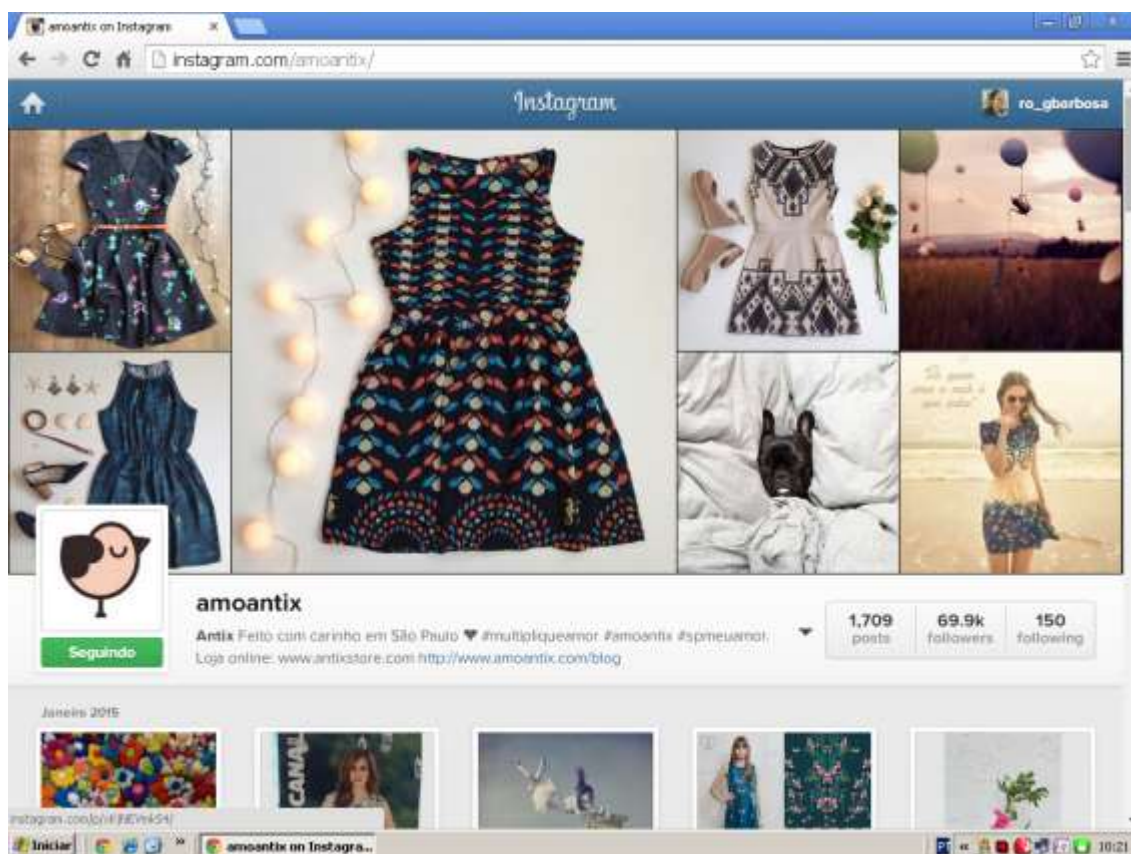 amoantix on Instagram
instagram.com/amoantix/
Instagram
ro_gbarbosa
amoantix
Antix Feito com carinho em São Paulo ♥ #multipliqueamor #amoantix #spmeuamor.
Loja online: www.antixstore.com http://www.amoantix.com/blog
Seguindo
1,709 posts
69.9k followers
150 following
Janeiro 2015
CANAL
Iniciar
amoantix on Instagra...
PT
10:21